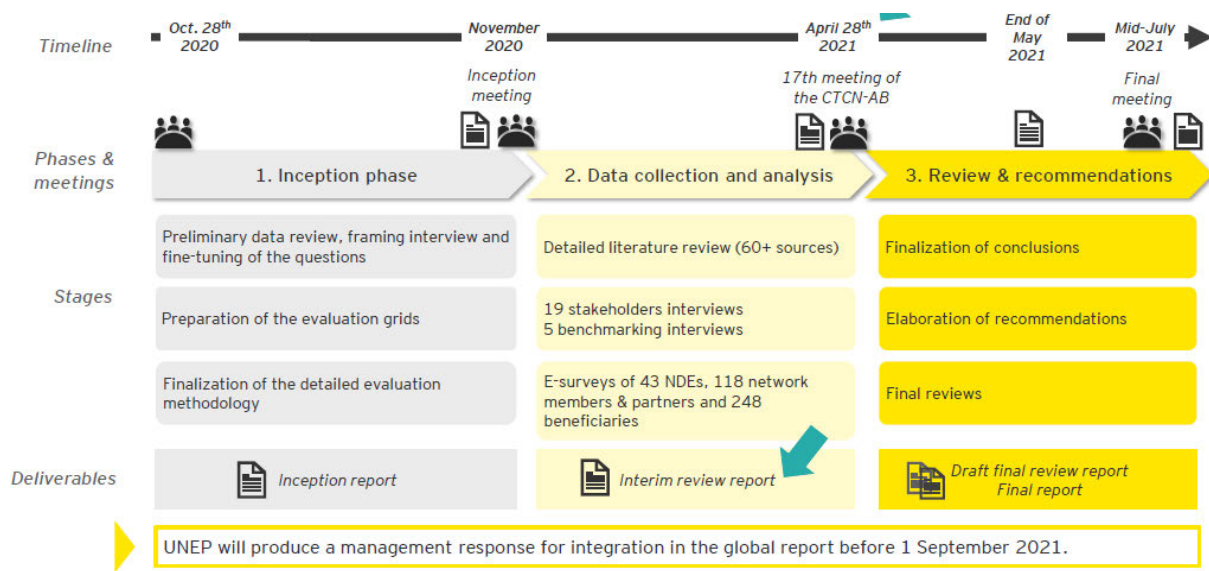 Timeline
Oct. 28th
2020
November
2020
April 28th
2021
End of
May
2021
Mid-July
2021
Inception
meeting
17th meeting of
the CTCN-AB
Final
meeting
Phases &
meetings
1. Inception phase
2. Data collection and analysis
3. Review & recommendations
Stages
Preliminary data review, framing interview and
fine-tuning of the questions
Detailed literature review (60+ sources)
Finalization of conclusions
Preparation of the evaluation grids
19 stakeholders interviews
5 benchmarking interviews
Elaboration of recommendations
Finalization of the detailed evaluation
methodology
E-surveys of 43 NDEs, 118 network
members & partners and 248
beneficiaries
Final reviews
Deliverables
Inception report
Interim review report
Draft final review report
Final report
UNEP will produce a management response for integration in the global report before 1 September 2021.